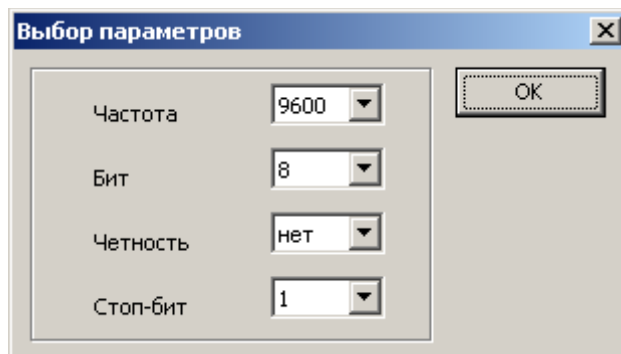 Выбор параметров
Частота 9600 OK
Бит 8
Четность нет
Стоп-бит 1